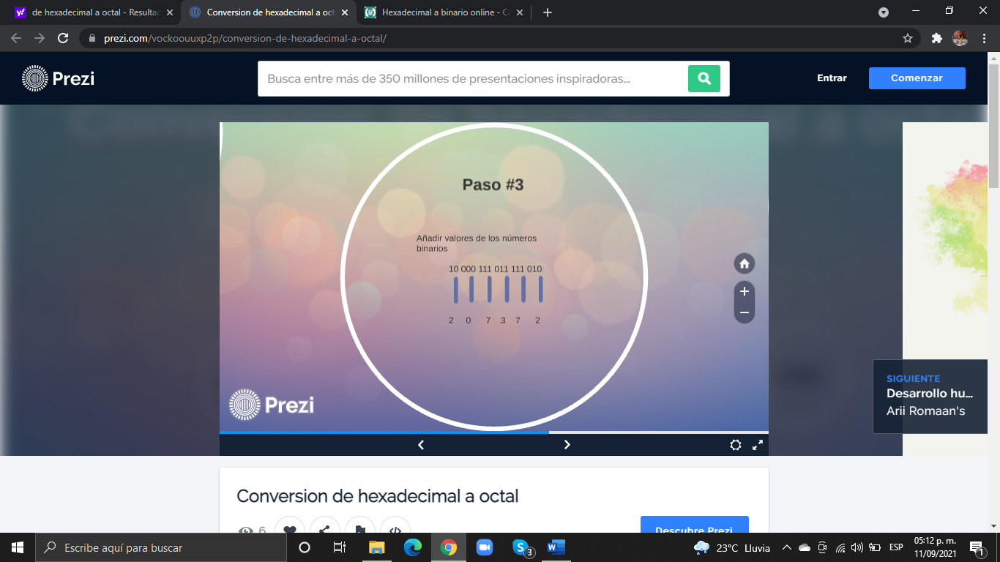 de hexadecimal a octal - Resultad
Conversion de hexadecimal a oct
Hexadecimal a binario online - Ca
prezi.com/vockoouuxp2p/conversion-de-hexadecimal-a-octal/
Prezi
Busca entre más de 350 millones de presentaciones inspiradoras...
Entrar
Comenzar
Paso #3
Añadir valores de los números
binarios
10 000 111 011 111 010
2 0 7 3 7 2
Prezi
SIGUIENTE
Desarrollo hu...
Arii Romaan's
Conversion de hexadecimal a octal
6
Descubre Prezi
Escribe aquí para buscar
3
23°C Lluvia
ESP
05:12 p. m.
11/09/2021
1